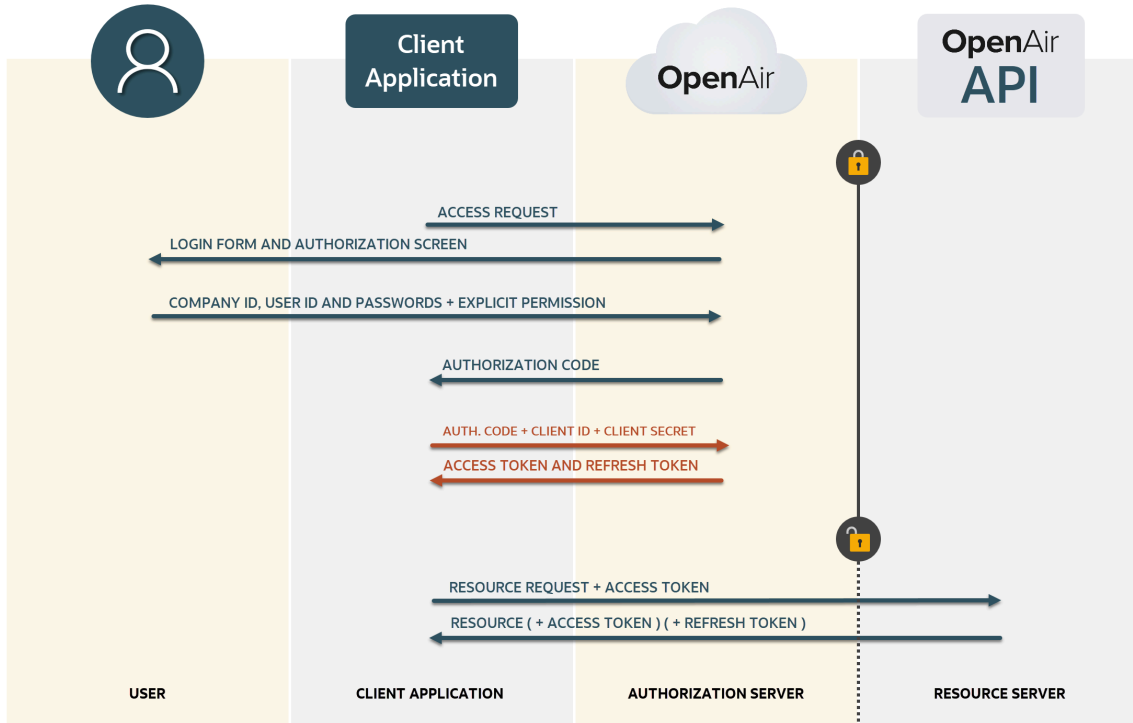 Client
Application
OpenAir
OpenAir
API
ACCESS REQUEST
LOGIN FORM AND AUTHORIZATION SCREEN
COMPANY ID, USER ID AND PASSWORDS + EXPLICIT PERMISSION
AUTHORIZATION CODE
AUTH. CODE + CLIENT ID + CLIENT SECRET
ACCESS TOKEN AND REFRESH TOKEN
RESOURCE REQUEST + ACCESS TOKEN
RESOURCE ( + ACCESS TOKEN ) ( + REFRESH TOKEN )
USER
CLIENT APPLICATION
AUTHORIZATION SERVER
RESOURCE SERVER